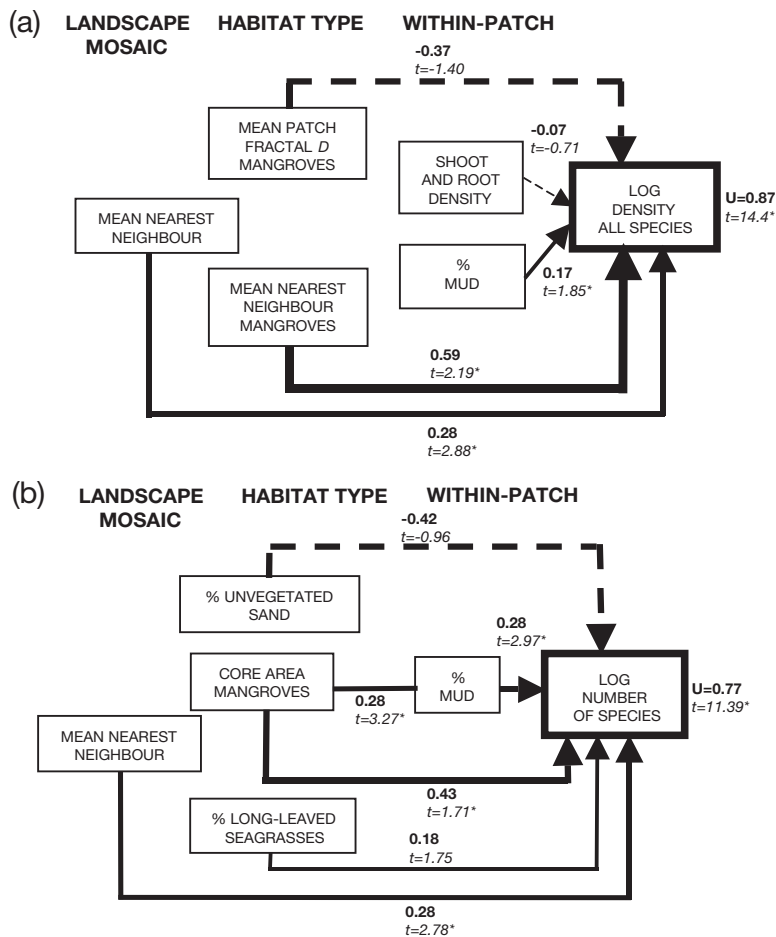 (a)
LANDSCAPE
MOSAIC
HABITAT TYPE
WITHIN-PATCH
-0.37
t=-1.40
MEAN PATCH
FRACTAL D
MANGROVES
-0.07
t=-0.71
SHOOT
AND ROOT
DENSITY
LOG
DENSITY
ALL SPECIES
U=0.87
t=14.4*
MEAN NEAREST
NEIGHBOUR
%
MUD
0.17
t=1.85*
MEAN NEAREST
NEIGHBOUR
MANGROVES
0.59
t=2.19*
0.28
t=2.88*
(b)
LANDSCAPE
MOSAIC
HABITAT TYPE
WITHIN-PATCH
-0.42
t=-0.96
% UNVEGETATED
SAND
0.28
t=2.97*
CORE AREA
MANGROVES
0.28
t=3.27*
%
MUD
LOG
NUMBER
OF SPECIES
U=0.77
t=11.39*
MEAN NEAREST
NEIGHBOUR
0.43
t=1.71*
% LONG-LEAVED
SEAGRASSES
0.18
t=1.75
0.28
t=2.78*